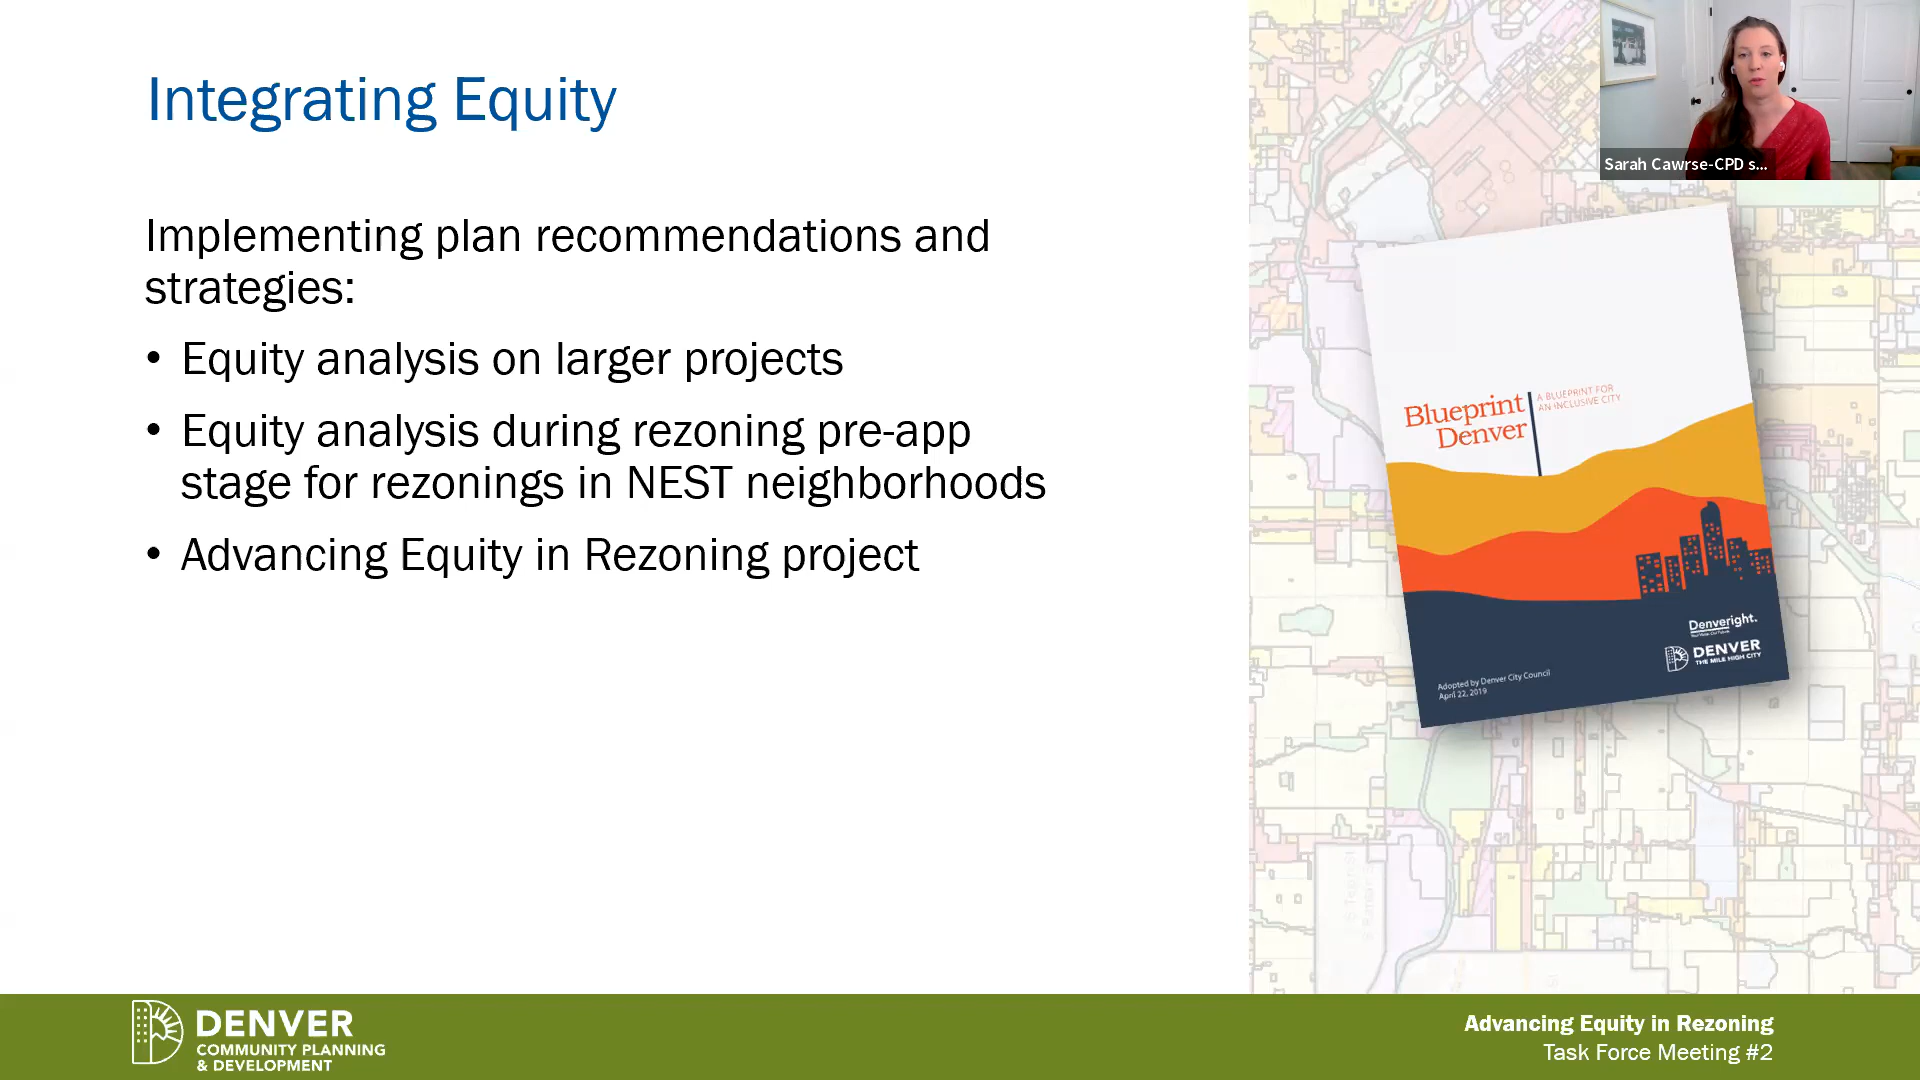 Integrating Equity
Implementing plan recommendations and
strategies:
• Equity analysis on larger projects
• Equity analysis during rezoning pre-app
stage for rezonings in NEST neighborhoods
• Advancing Equity in Rezoning project
Sarah Cawrse-CPD s...
Blueprint
Denver
A BLUEPRINT FOR
AN INCLUSIVE CITY
Denveright.
DENVER
THE MILE HIGH CITY
Adopted by Denver City Council
April 22, 2019
DENVER
COMMUNITY PLANNING
& DEVELOPMENT
Advancing Equity in Rezoning
Task Force Meeting #2